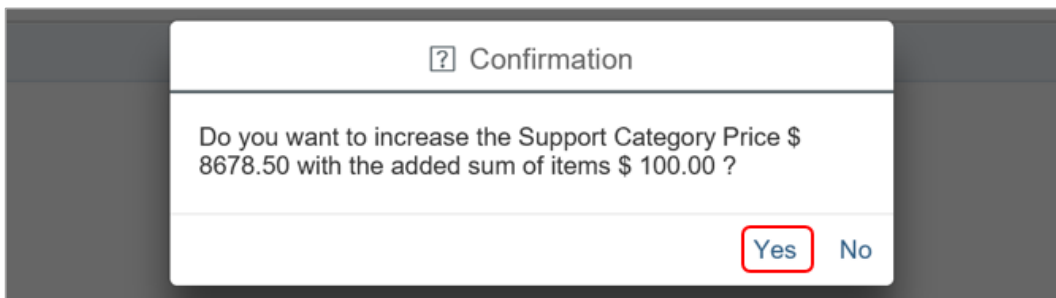 ? Confirmation
Do you want to increase the Support Category Price $
8678.50 with the added sum of items $ 100.00 ?
Yes No